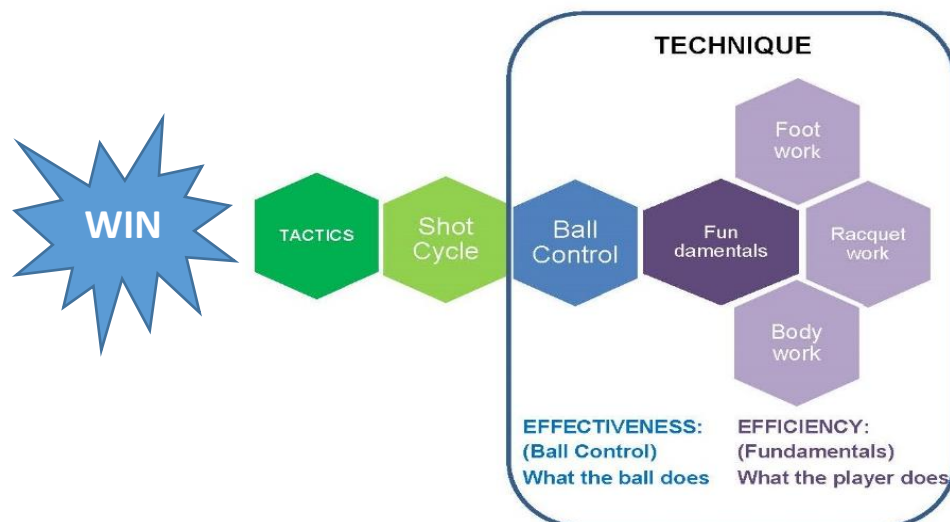 TECHNIQUE
WIN
TACTICS
Shot
Cycle
Ball
Control
Fun
damentals
Foot
work
Racquet
work
Body
work
EFFECTIVENESS:
(Ball Control)
What the ball does
EFFICIENCY:
(Fundamentals)
What the player does